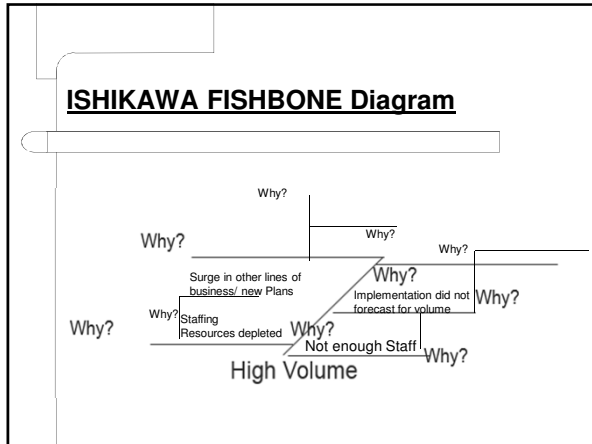 ISHIKAWA FISHBONE Diagram
Why?
Why?
Why?
Why?
Surge in other lines of
business/ new Plans
Why?
Implementation did not
forecast for volume
Why?
Why?
Staffing
Resources depleted
Why?
Why?
Not enough Staff
Why?
High Volume